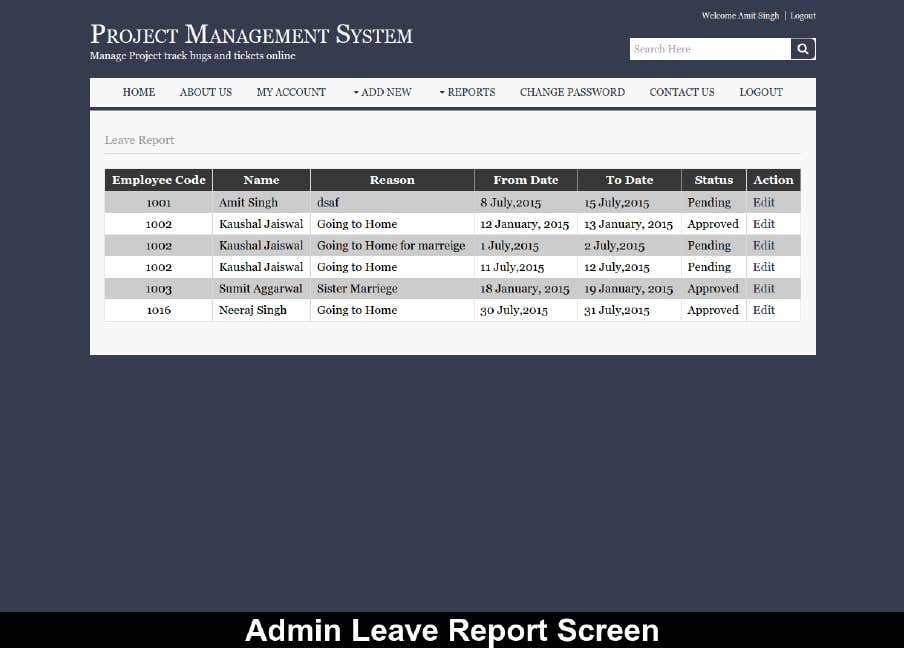 Welcome Amit Singh | Logout
Project Management System
Manage Project track bugs and tickets online
Search Here
HOME ABOUT US MY ACCOUNT ADD NEW REPORTS CHANGE PASSWORD CONTACT US LOGOUT
Leave Report
Employee Code Name Reason From Date To Date Status Action
1001 Amit Singh dsaf 8 July,2015 15 July,2015 Pending Edit
1002 Kaushal Jaiswal Going to Home 12 January, 2015 13 January, 2015 Approved Edit
1002 Kaushal Jaiswal Going to Home for marreige 1 July,2015 2 July,2015 Pending Edit
1002 Kaushal Jaiswal Going to Home 11 July,2015 12 July,2015 Pending Edit
1003 Sumit Aggarwal Sister Marriege 18 January, 2015 19 January, 2015 Approved Edit
1016 Neeraj Singh Going to Home 30 July,2015 31 July,2015 Approved Edit
Admin Leave Report Screen